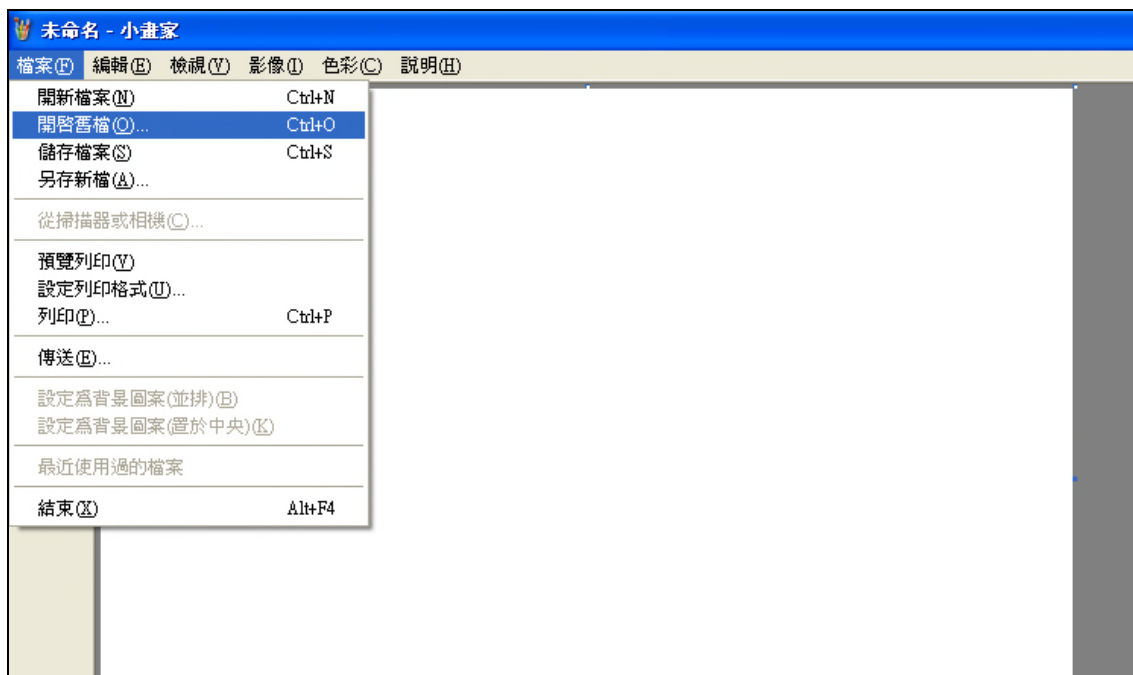 未命名 - 小畫家
檔案(F) 編輯(E) 檢視(V) 影像(I) 色彩(C) 說明(H)
開新檔案(N) Ctrl+N
開啓舊檔(O)... Ctrl+O
儲存檔案(S) Ctrl+S
另存新檔(A)...
從掃描器或相機(C)...
預覽列印(V)
設定列印格式(U)...
列印(P)... Ctrl+P
傳送(E)...
設定為背景圖案(並排)(B)
設定為背景圖案(置於中央)(K)
最近使用過的檔案
結束(X) Alt+F4